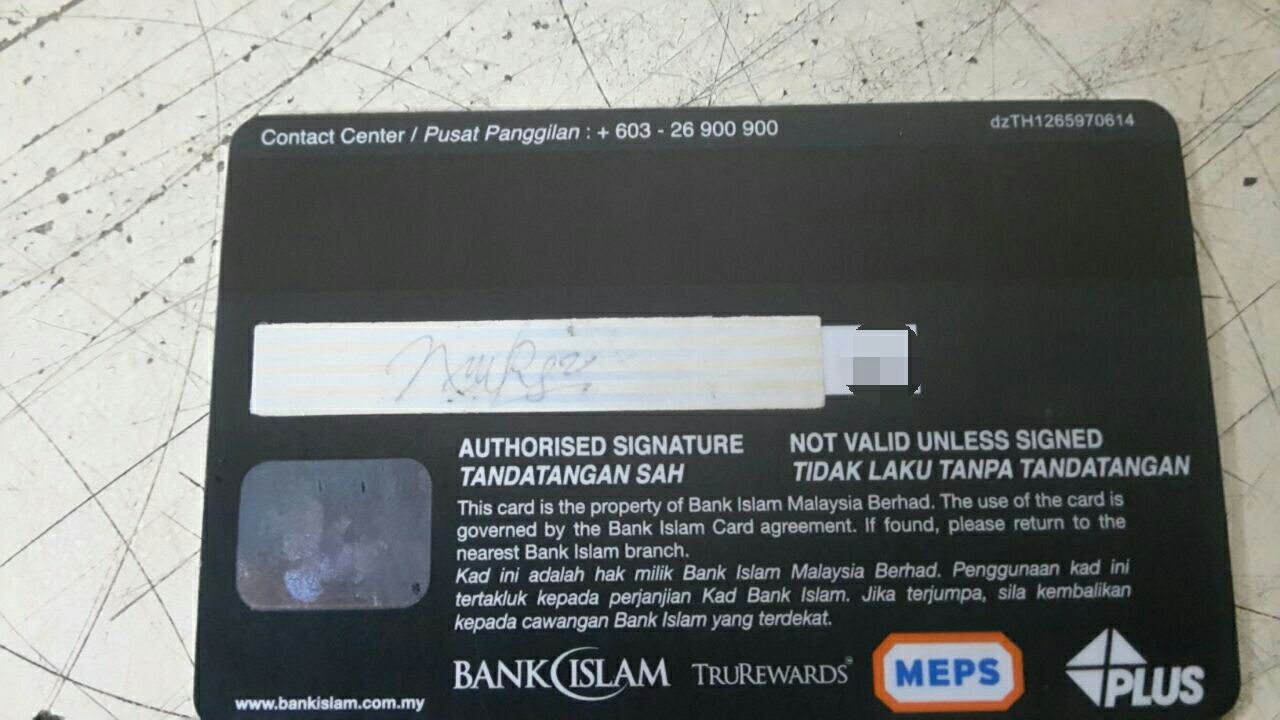 Contact Center / Pusat Panggilan : + 603 - 26 900 900
dzTH1265970614
AUTHORISED SIGNATURE
TANDATANGAN SAH
NOT VALID UNLESS SIGNED
TIDAK LAKU TANPA TANDATANGAN
This card is the property of Bank Islam Malaysia Berhad. The use of the card is
governed by the Bank Islam Card agreement. If found, please return to the
nearest Bank Islam branch.
Kad ini adalah hak milik Bank Islam Malaysia Berhad. Penggunaan kad ini
tertakluk kepada perjanjian Kad Bank Islam. Jika terjumpa, sila kembalikan
kepada cawangan Bank Islam yang terdekat.
www.bankislam.com.my
BANK ISLAM
TRUREWARDS
MEPS
PLUS